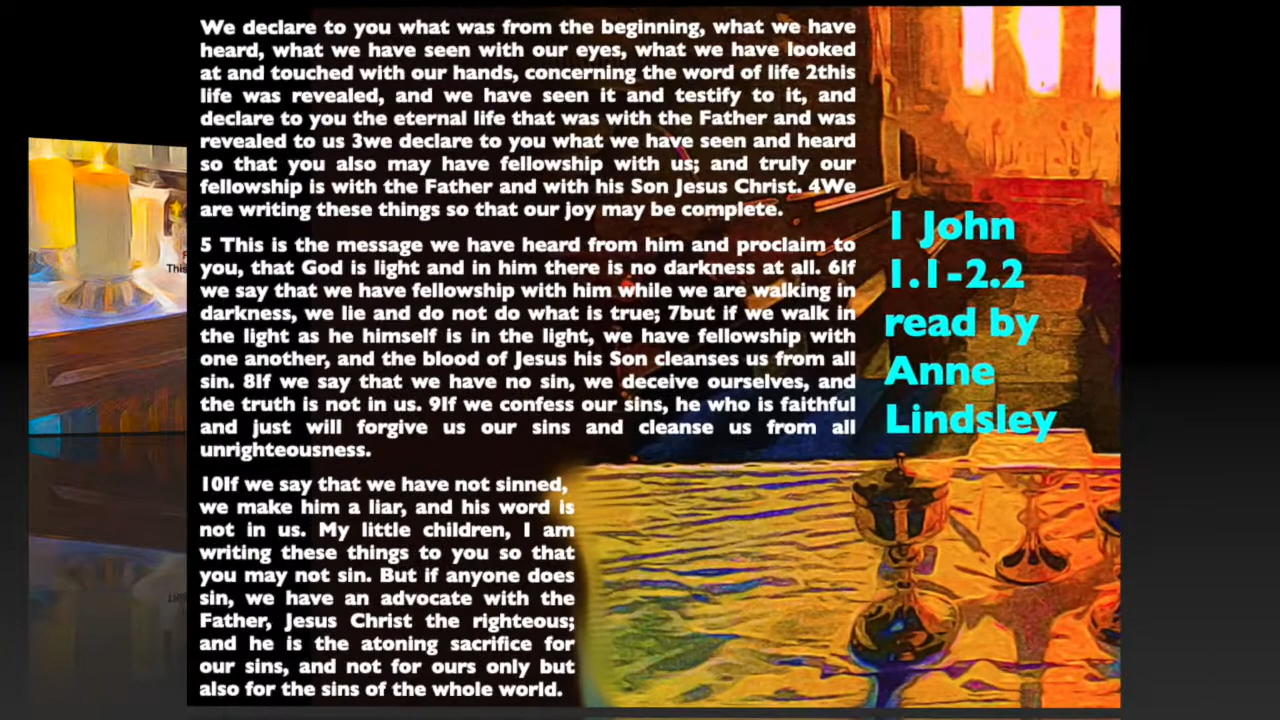 We declare to you what was from the beginning, what we have
heard, what we have seen with our eyes, what we have looked
at and touched with our hands, concerning the word of life 2this
life was revealed, and we have seen it and testify to it, and
declare to you the eternal life that was with the Father and was
revealed to us 3we declare to you what we have seen and heard
so that you also may have fellowship with us; and truly our
fellowship is with the Father and with his Son Jesus Christ. 4We
are writing these things so that our joy may be complete.
5 This is the message we have heard from him and proclaim to
you, that God is light and in him there is no darkness at all. 6If
we say that we have fellowship with him while we are walking in
darkness, we lie and do not do what is true; 7but if we walk in
the light as he himself is in the light, we have fellowship with
one another, and the blood of Jesus his Son cleanses us from all
sin. 8If we say that we have no sin, we deceive ourselves, and
the truth is not in us. 9If we confess our sins, he who is faithful
and just will forgive us our sins and cleanse us from all
unrighteousness.
10If we say that we have not sinned,
we make him a liar, and his word is
not in us. My little children, I am
writing these things to you so that
you may not sin. But if anyone does
sin, we have an advocate with the
Father, Jesus Christ the righteous;
and he is the atoning sacrifice for
our sins, and not for ours only but
also for the sins of the whole world.
1 John
1.1-2.2
read by
Anne
Lindsley
This